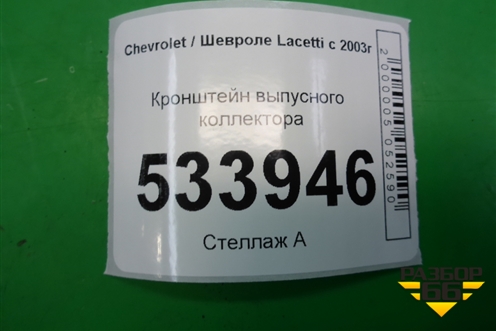 Chevrolet / Шевроле Lacetti с 2003г
Кронштейн выпусного
коллектора
533946
Стеллаж А
2000005052590
РАЗБОР
66